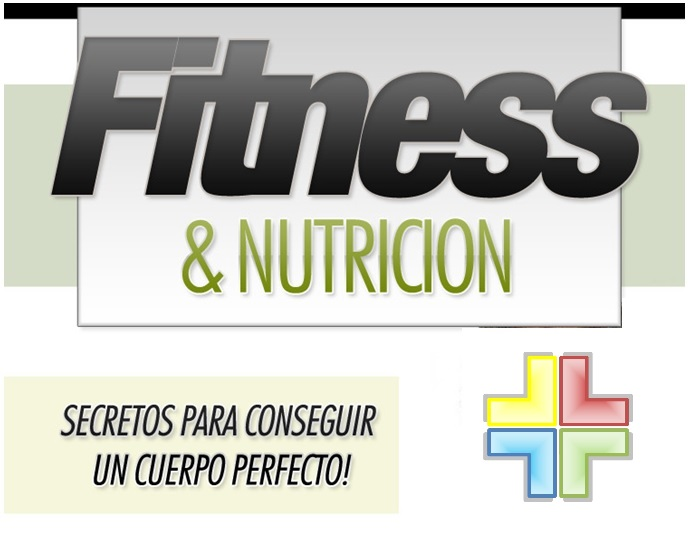 Fitness
& NUTRICION
SECRETOS PARA CONSEGUIR
UN CUERPO PERFECTO!